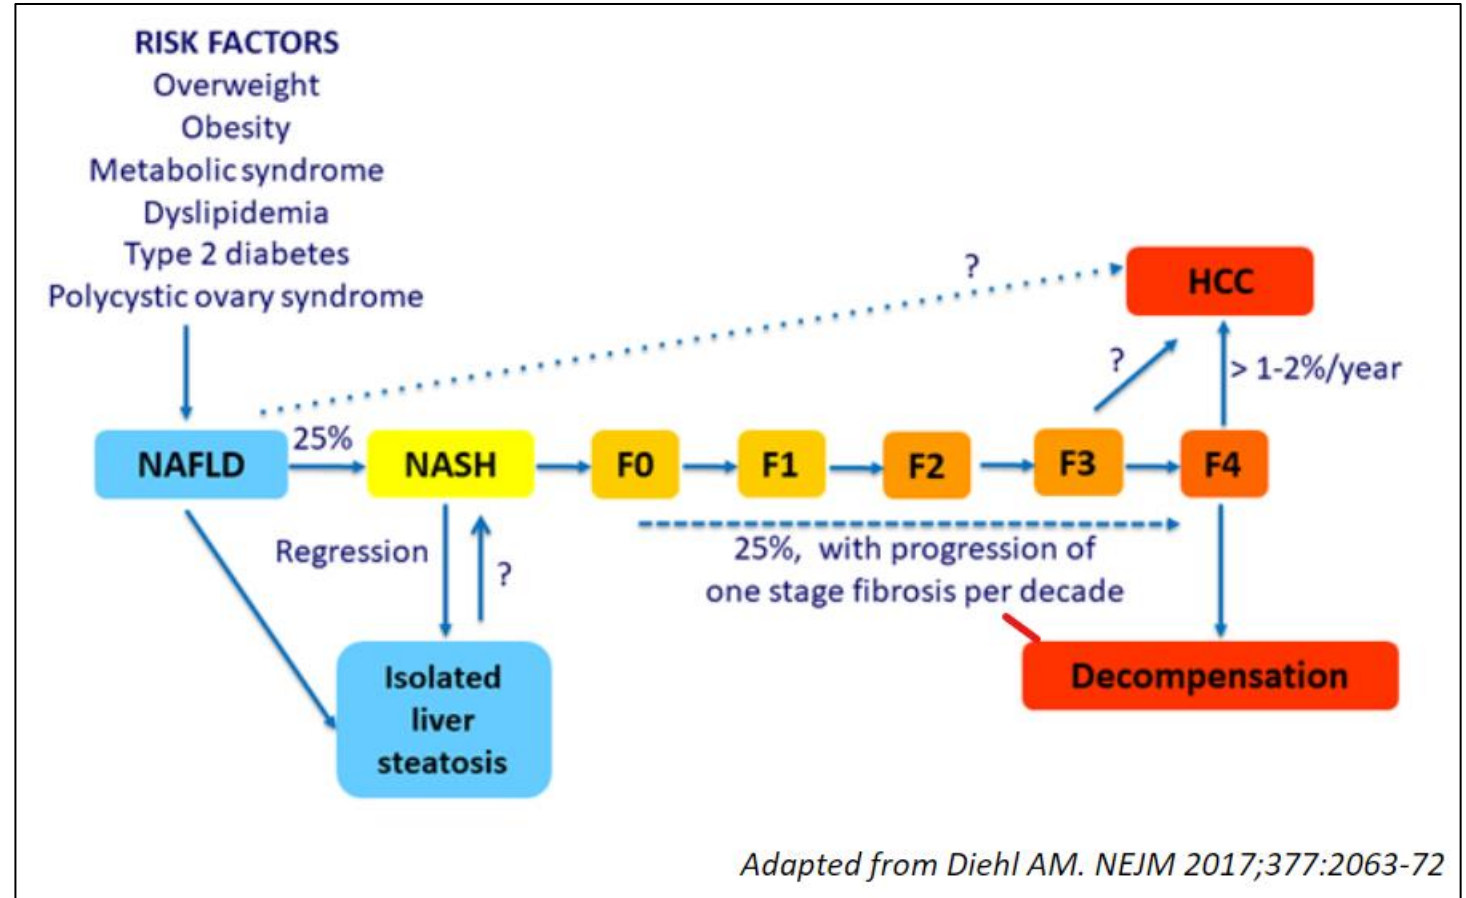 RISK FACTORS
Overweight
Obesity
Metabolic syndrome
Dyslipidemia
Type 2 diabetes
Polycystic ovary syndrome
?
HCC
?
> 1-2%/year
NAFLD
25%
NASH
F0
F1
F2
F3
F4
Regression
?
25%, with progression of
one stage fibrosis per decade
Isolated
liver
steatosis
Decompensation
Adapted from Diehl AM. NEJM 2017;377:2063-72